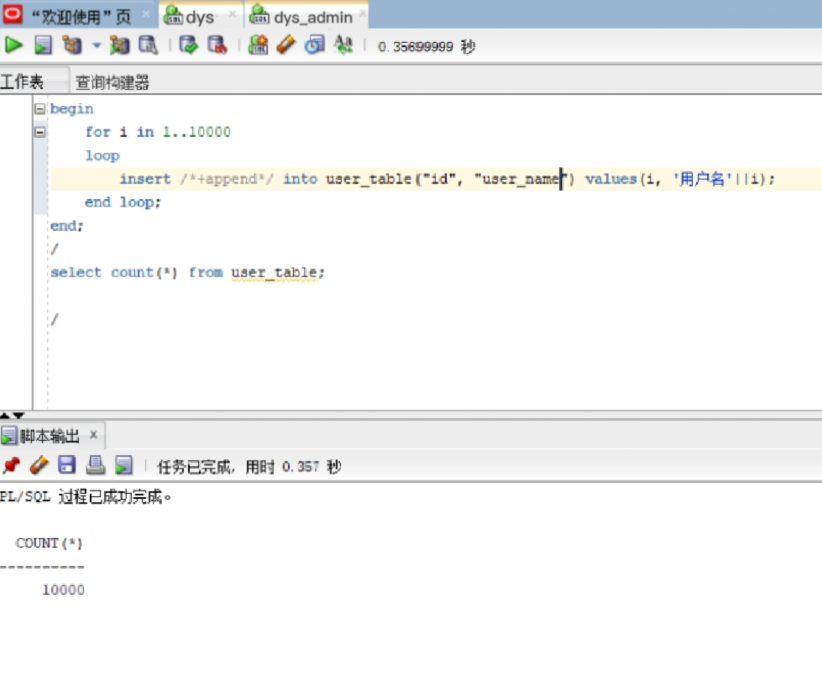 “欢迎使用”页 × dys × dys_admin ×
0.35699999 秒
工作表 查询构建器
begin
for i in 1..10000
loop
insert /*+append*/ into user_table("id", "user_name") values(i, '用户名'||i);
end loop;
end;
/
select count(*) from user_table;
/
脚本输出 ×
任务已完成, 用时 0.357 秒
PL/SQL 过程已成功完成。
COUNT(*)
----------
10000